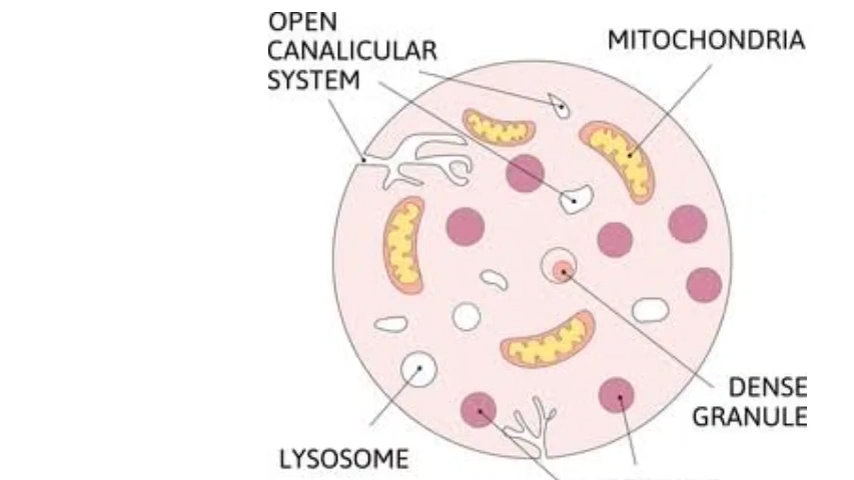 OPEN
CANALICULAR
SYSTEM
MITOCHONDRIA
DENSE
GRANULE
LYSOSOME